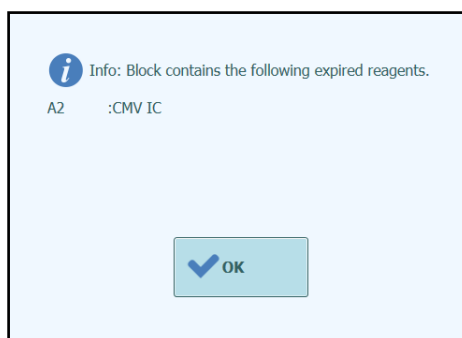 Info: Block contains the following expired reagents.
A2 :CMV IC
OK